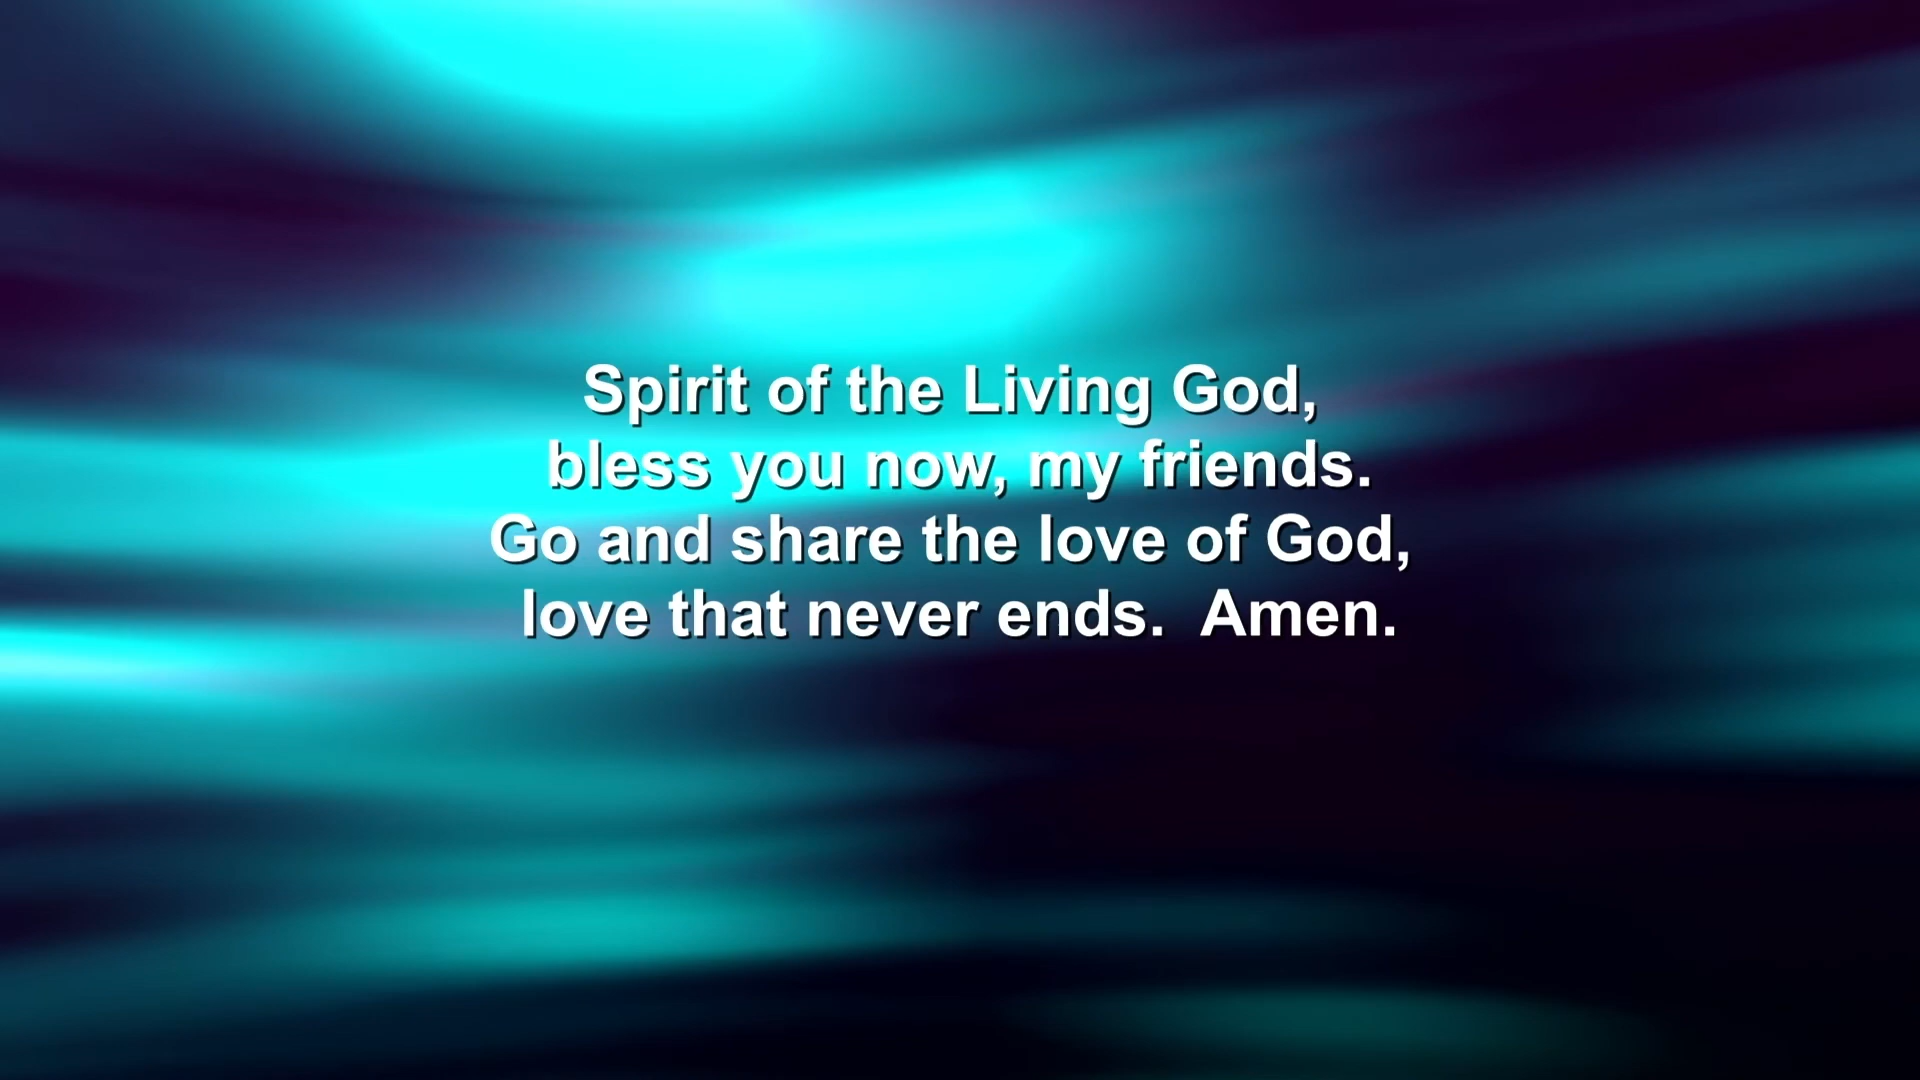 Spirit of the Living God,
bless you now, my friends.
Go and share the love of God,
love that never ends.  Amen.